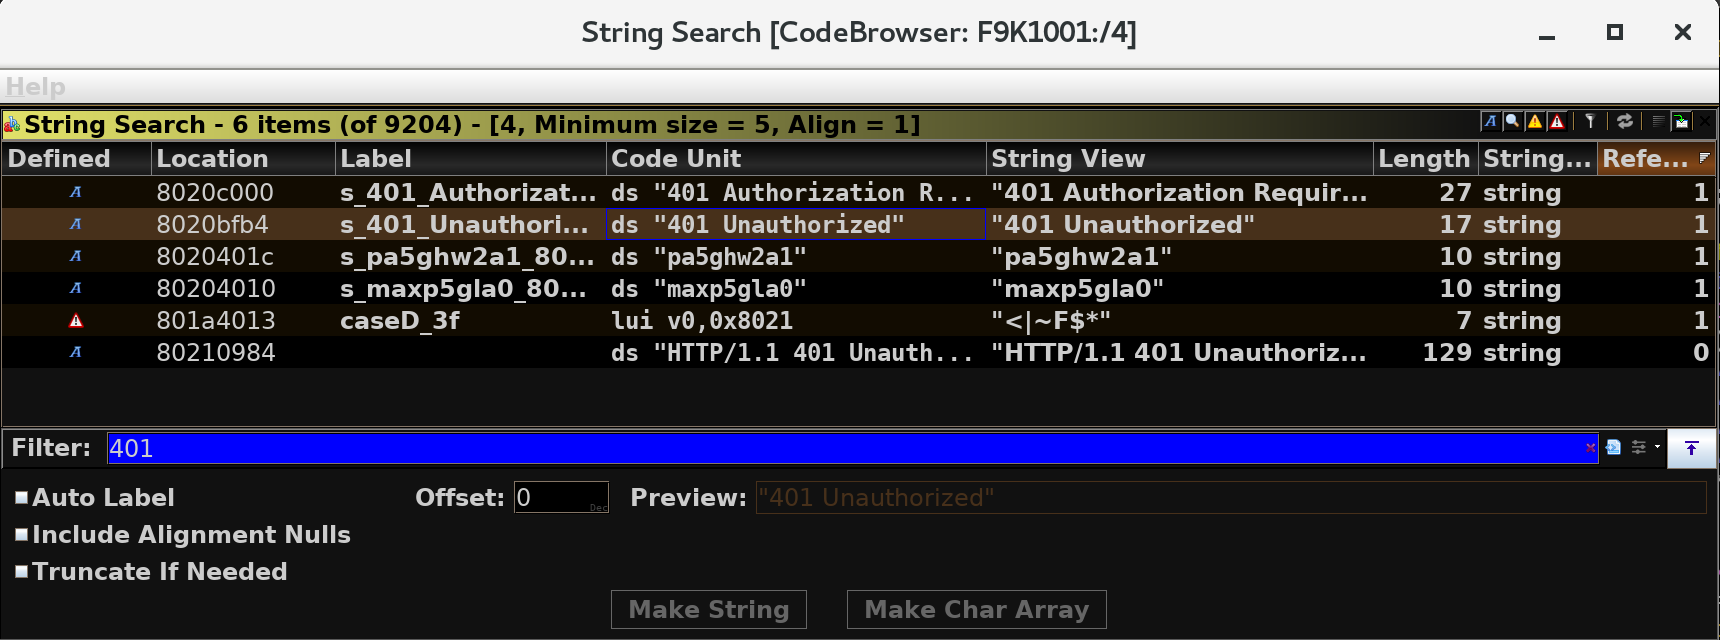 String Search [CodeBrowser: F9K1001:/4]
Help
String Search - 6 items (of 9204) - [4, Minimum size = 5, Align = 1]
Defined Location Label Code Unit String View Length String... Refe...
8020c000 s_401_Authorizat... ds "401 Authorization R... "401 Authorization Requir... 27 string 1
8020bfb4 s_401_Unauthori... ds "401 Unauthorized" "401 Unauthorized" 17 string 1
8020401c s_pa5ghw2a1_80... ds "pa5ghw2a1" "pa5ghw2a1" 10 string 1
80204010 s_maxp5gla0_80... ds "maxp5gla0" "maxp5gla0" 10 string 1
801a4013 caseD_3f lui v0,0x8021 "<|~F$*" 7 string 1
80210984 ds "HTTP/1.1 401 Unauth... "HTTP/1.1 401 Unauthoriz... 129 string 0
Filter: 401
Auto Label Offset: 0 Dec Preview: "401 Unauthorized"
Include Alignment Nulls
Truncate If Needed
Make String Make Char Array